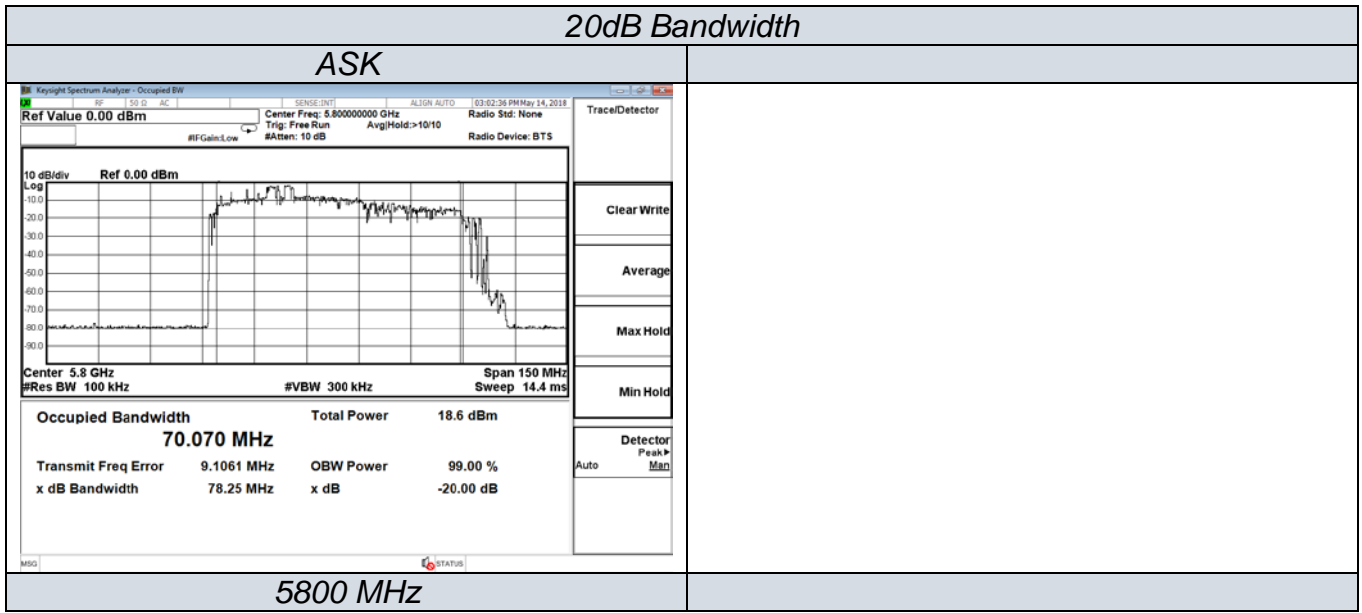 20dB Bandwidth
ASK
Keysight Spectrum Analyzer - Occupied BW
RF 50 Ω AC SENSE:INT ALIGN AUTO 03:02:36 PM May 14, 2018
Ref Value 0.00 dBm Center Freq: 5.800000000 GHz Radio Std: None Trace/Detector
Trig: Free Run Avg|Hold:>10/10
#IFGain:Low #Atten: 10 dB Radio Device: BTS
10 dB/div Ref 0.00 dBm
Log
-10.0
-20.0
-30.0
-40.0
-50.0
-60.0
-70.0
-80.0
-90.0
Clear Write
Average
Max Hold
Min Hold
Center 5.8 GHz Span 150 MHz
#Res BW 100 kHz #VBW 300 kHz Sweep 14.4 ms
Occupied Bandwidth Total Power 18.6 dBm
70.070 MHz
Detector
Peak▶
Auto Man
Transmit Freq Error 9.1061 MHz OBW Power 99.00 %
x dB Bandwidth 78.25 MHz x dB -20.00 dB
MSG STATUS
5800 MHz